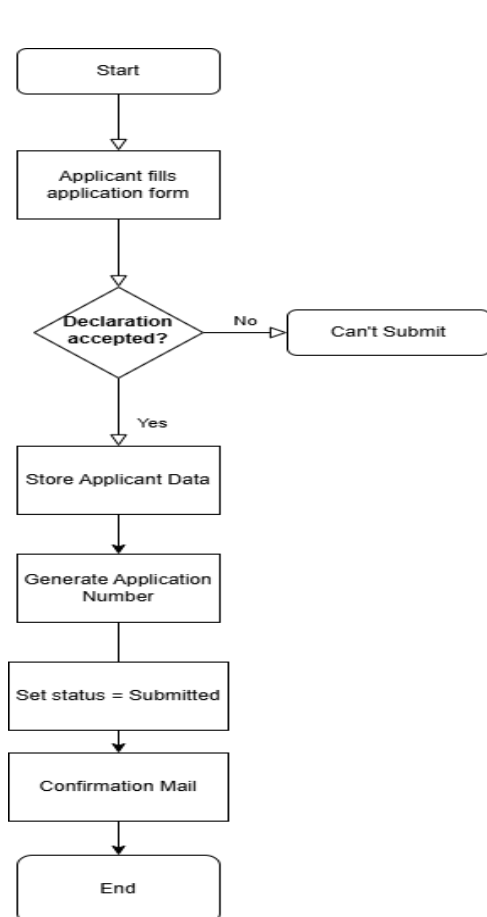 Start
Applicant fills
application form
Declaration
accepted?
No
Can't Submit
Yes
Store Applicant Data
Generate Application
Number
Set status = Submitted
Confirmation Mail
End